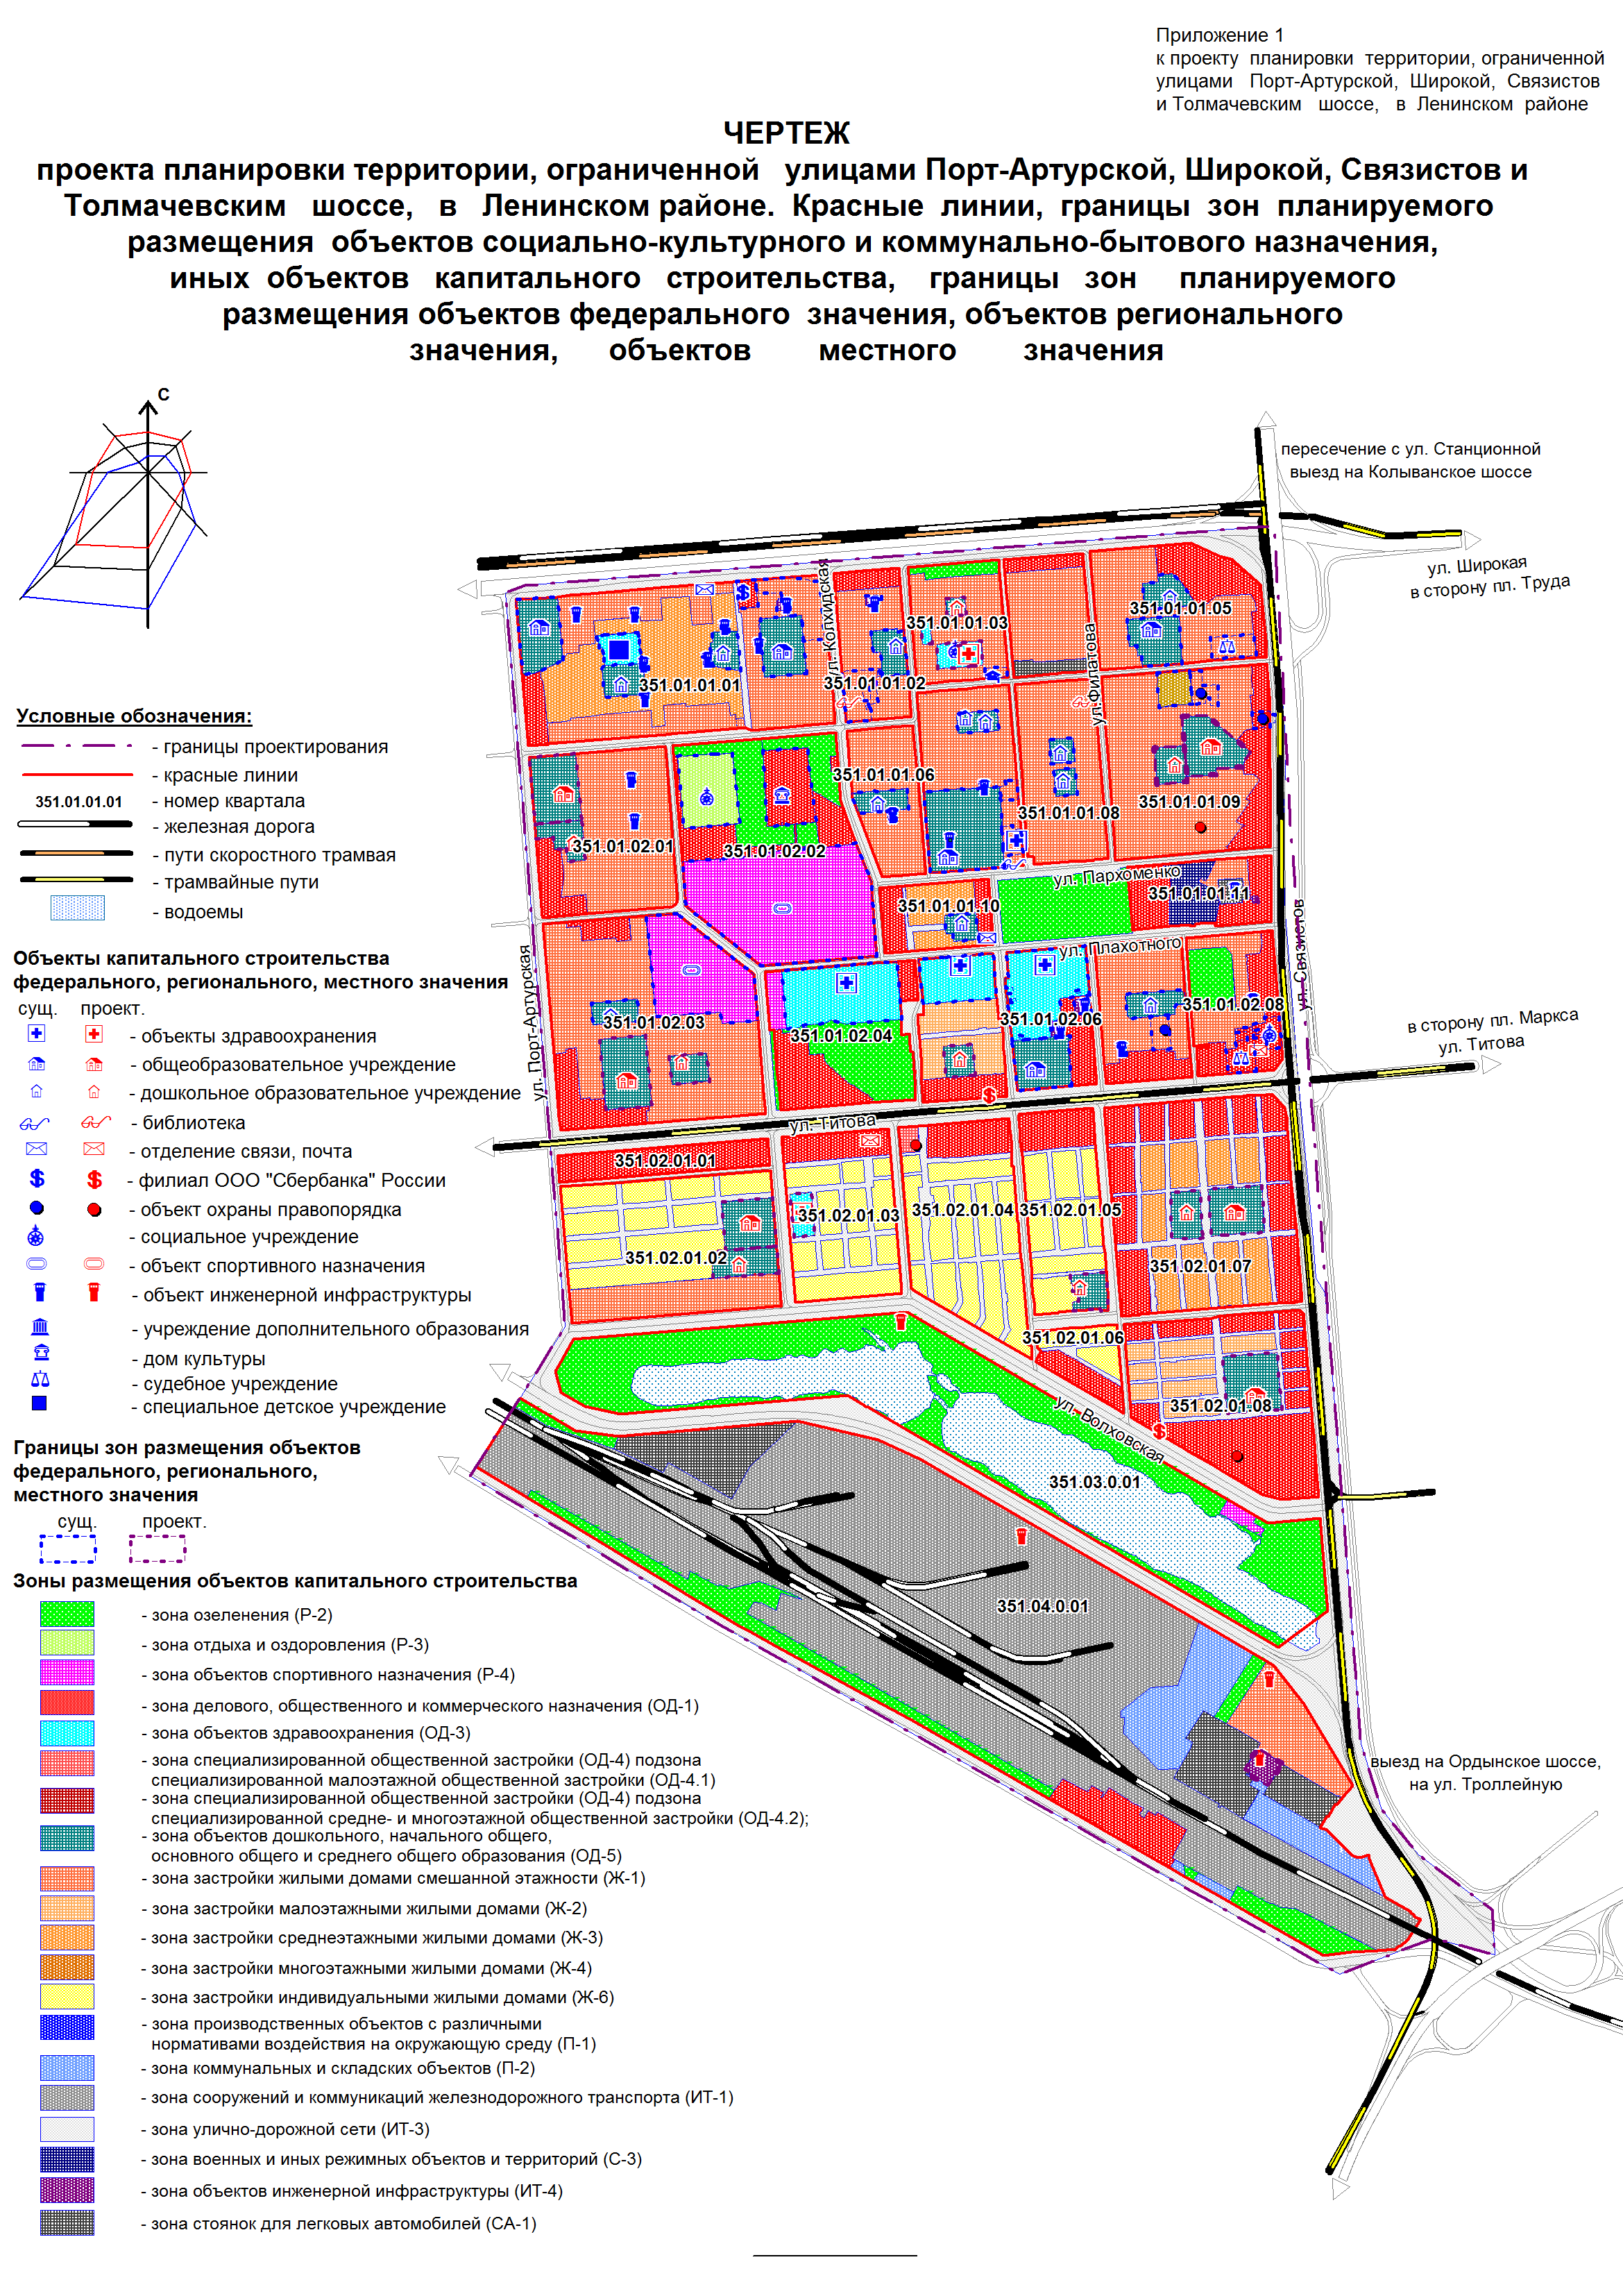 Приложение 1
к проекту планировки территории, ограниченной
улицами Порт-Артурской, Широкой, Связистов
и Толмачевским шоссе, в Ленинском районе
ЧЕРТЕЖ
проекта планировки территории, ограниченной улицами Порт-Артурской, Широкой, Связистов и
Толмачевским шоссе, в Ленинском районе. Красные линии, границы зон планируемого
размещения объектов социально-культурного и коммунально-бытового назначения,
иных объектов капитального строительства, границы зон планируемого
размещения объектов федерального значения, объектов регионального
значения, объектов местного значения
С
пересечение с ул. Станционной
выезд на Колыванское шоссе
ул. Широкая
в сторону пл. Труда
ул. Колхидская
ул.Филатова
351.01.01.05
351.01.01.03
351.01.01.01
351.01.01.02
351.01.01.06
351.01.01.08
351.01.01.09
351.01.02.01
351.01.02.02
ул. Пархоменко
351.01.01.11
351.01.01.10
ул. Плахотного
ул. Связистов
ул. Порт-Артурская
351.01.02.03
351.01.02.04
351.01.02.06
351.01.02.08
в сторону пл. Маркса
ул. Титова
ул. Титова
351.02.01.01
351.02.01.02
351.02.01.03
351.02.01.04
351.02.01.05
351.02.01.07
351.02.01.06
351.02.01.08
ул. Волховская
351.03.0.01
351.04.0.01
выезд на Ордынское шоссе,
на ул. Троллейную
Условные обозначения:
- границы проектирования
- красные линии
351.01.01.01 - номер квартала
- железная дорога
- пути скоростного трамвая
- трамвайные пути
- водоемы
Объекты капитального строительства
федерального, регионального, местного значения
сущ. проект.
- объекты здравоохранения
- общеобразовательное учреждение
- дошкольное образовательное учреждение
- библиотека
- отделение связи, почта
- филиал ООО "Сбербанка" России
- объект охраны правопорядка
- социальное учреждение
- объект спортивного назначения
- объект инженерной инфраструктуры
- учреждение дополнительного образования
- дом культуры
- судебное учреждение
- специальное детское учреждение
Границы зон размещения объектов
федерального, регионального,
местного значения
сущ. проект.
Зоны размещения объектов капитального строительства
- зона озеленения (Р-2)
- зона отдыха и оздоровления (Р-3)
- зона объектов спортивного назначения (Р-4)
- зона делового, общественного и коммерческого назначения (ОД-1)
- зона объектов здравоохранения (ОД-3)
- зона специализированной общественной застройки (ОД-4) подзона
специализированной малоэтажной общественной застройки (ОД-4.1)
- зона специализированной общественной застройки (ОД-4) подзона
специализированной средне- и многоэтажной общественной застройки (ОД-4.2);
- зона объектов дошкольного, начального общего,
основного общего и среднего общего образования (ОД-5)
- зона застройки жилыми домами смешанной этажности (Ж-1)
- зона застройки малоэтажными жилыми домами (Ж-2)
- зона застройки среднеэтажными жилыми домами (Ж-3)
- зона застройки многоэтажными жилыми домами (Ж-4)
- зона застройки индивидуальными жилыми домами (Ж-6)
- зона производственных объектов с различными
нормативами воздействия на окружающую среду (П-1)
- зона коммунальных и складских объектов (П-2)
- зона сооружений и коммуникаций железнодорожного транспорта (ИТ-1)
- зона улично-дорожной сети (ИТ-3)
- зона военных и иных режимных объектов и территорий (С-3)
- зона объектов инженерной инфраструктуры (ИТ-4)
- зона стоянок для легковых автомобилей (СА-1)